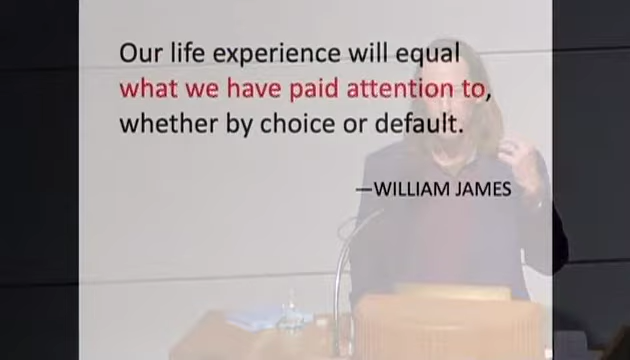 Our life experience will equal
what we have paid attention to,
whether by choice or default.
—WILLIAM JAMES